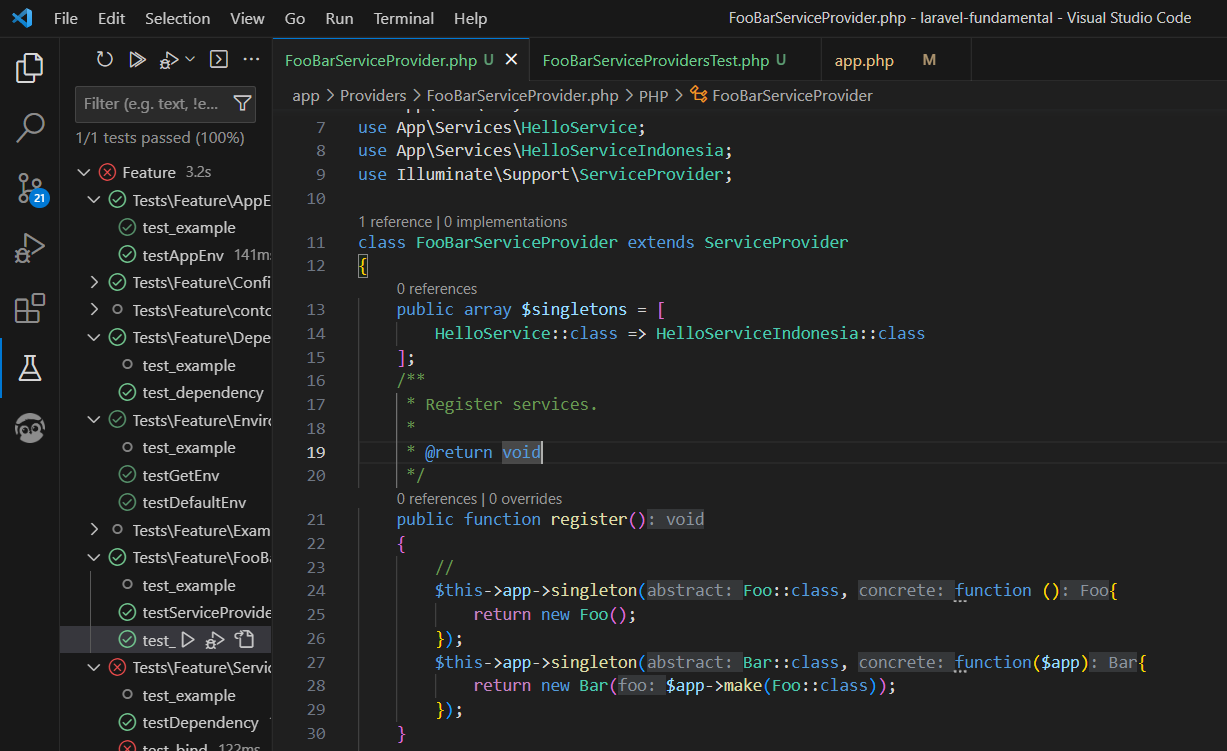 File Edit Selection View Go Run Terminal Help
FooBarServiceProvider.php - laravel-fundamental - Visual Studio Code
FooBarServiceProvider.php U
FooBarServiceProvidersTest.php U
app.php M
Filter (e.g. text, !e...
1/1 tests passed (100%)
21
Feature 3.2s
Tests\Feature\AppE
test_example
testAppEnv 141m
Tests\Feature\Confi
Tests\Feature\contc
Tests\Feature\Depe
test_example
test_dependency
Tests\Feature\Enviro
test_example
testGetEnv
testDefaultEnv
Tests\Feature\Exam
Tests\Feature\FooBa
test_example
testServiceProvide
test_
Tests\Feature\Servic
test_example
testDependency
test_bind 122ms
app > Providers > FooBarServiceProvider.php > PHP > FooBarServiceProvider
7 use App\Services\HelloService;
8 use App\Services\HelloServiceIndonesia;
9 use Illuminate\Support\ServiceProvider;
10
1 reference | 0 implementations
11 class FooBarServiceProvider extends ServiceProvider
12 {
0 references
13 public array $singletons = [
14 HelloService::class => HelloServiceIndonesia::class
15 ];
16 /**
17 * Register services.
18 *
19 * @return void
20 */
0 references | 0 overrides
21 public function register(): void
22 {
23 //
24 $this->app->singleton(abstract: Foo::class, concrete: function (): Foo{
25 return new Foo();
26 });
27 $this->app->singleton(abstract: Bar::class, concrete: function($app): Bar{
28 return new Bar(foo: $app->make(Foo::class));
29 });
30 }